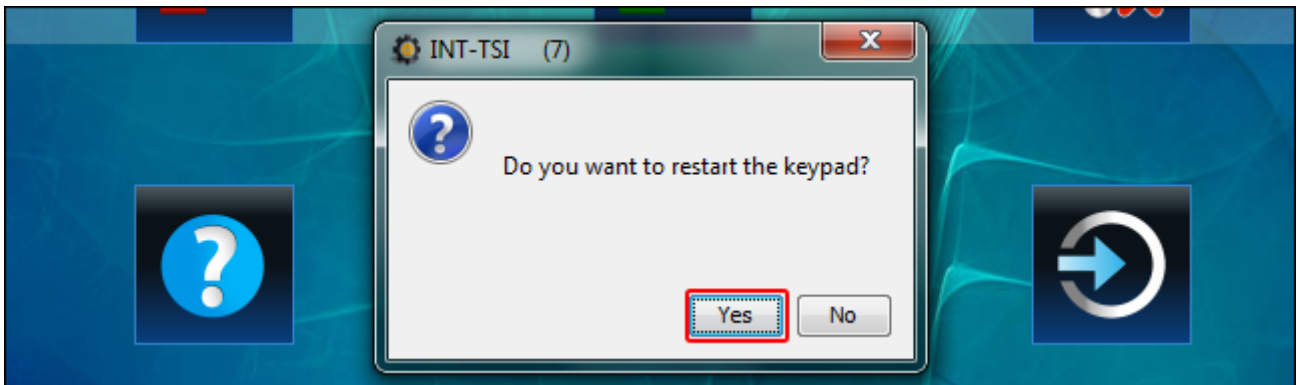 INT-TSI (7)
Do you want to restart the keypad?
Yes No